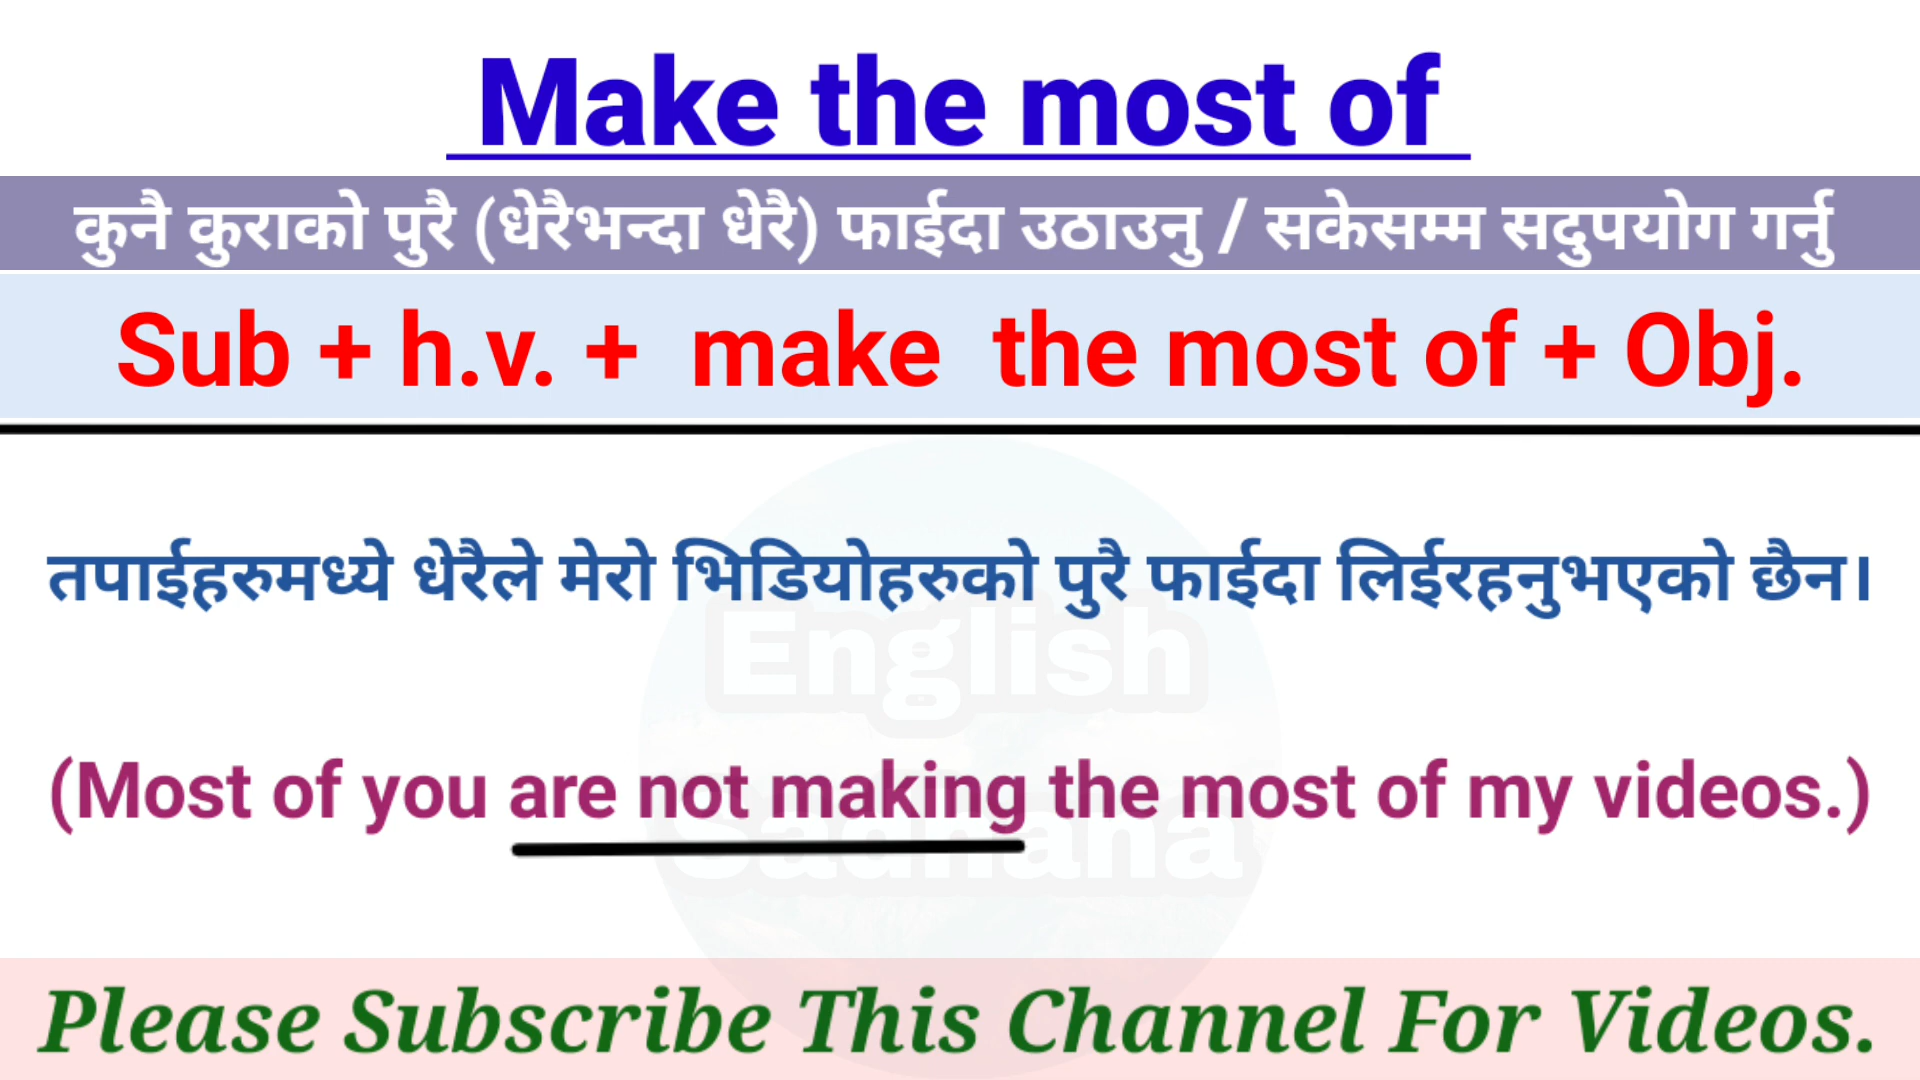 Make the most of
कुनै कुराको पुरै (धेरैभन्दा धेरै) फाईदा उठाउनु / सकेसम्म सदुपयोग गर्नु
Sub + h.v. + make the most of + Obj.
तपाईहरुमध्ये धेरैले मेरो भिडियोहरुको पुरै फाईदा लिईरहनुभएको छैन।
English
(Most of you are not making the most of my videos.)
Sadhana
Please Subscribe This Channel For Videos.